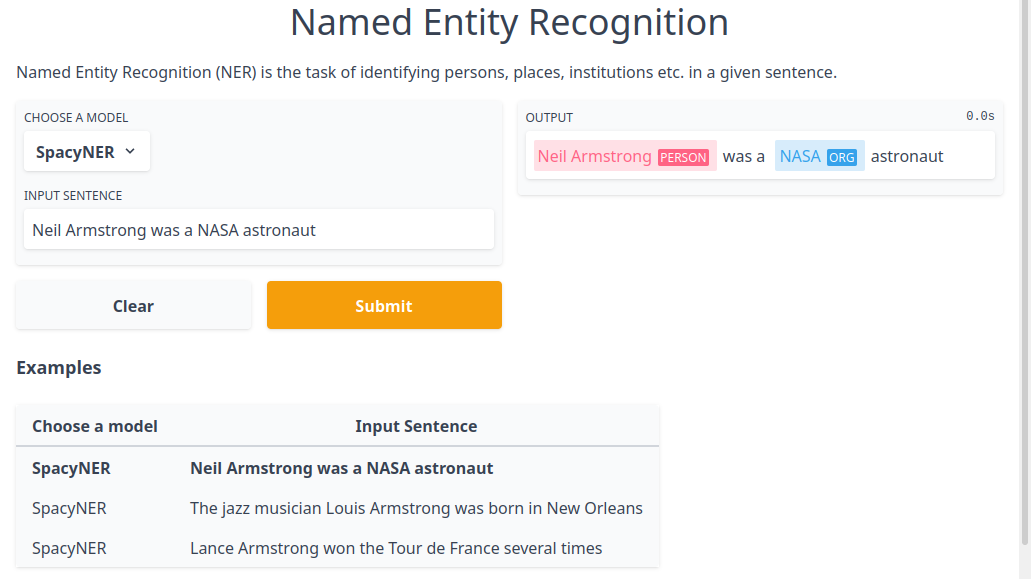 Named Entity Recognition
Named Entity Recognition (NER) is the task of identifying persons, places, institutions etc. in a given sentence.
CHOOSE A MODEL
SpacyNER
INPUT SENTENCE
Neil Armstrong was a NASA astronaut
Clear
Submit
OUTPUT
0.0s
Neil Armstrong PERSON was a NASA ORG astronaut
Examples
Choose a model Input Sentence
SpacyNER Neil Armstrong was a NASA astronaut
SpacyNER The jazz musician Louis Armstrong was born in New Orleans
SpacyNER Lance Armstrong won the Tour de France several times